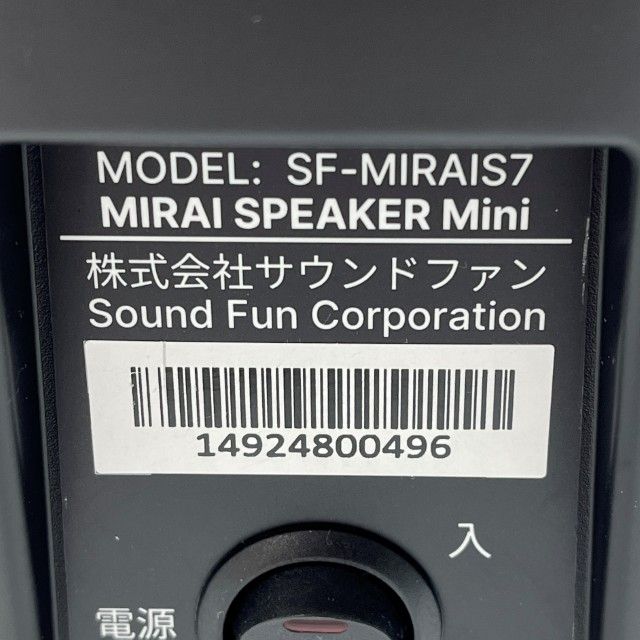 MODEL: SF-MIRAIS7
MIRAI SPEAKER Mini
株式会社サウンドファン
Sound Fun Corporation
14924800496
入
電源